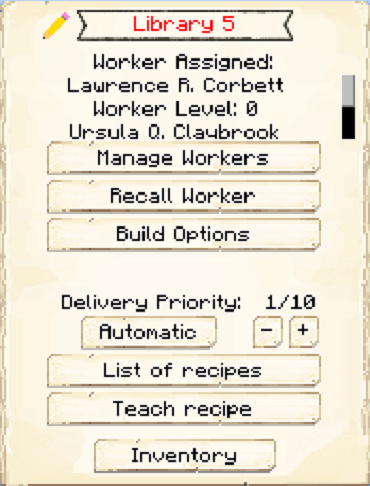 Library 5
Worker Assigned:
Lawrence R. Corbett
Worker Level: 0
Ursula Q. Claybrook
Manage Workers
Recall Worker
Build Options
Delivery Priority: 1/10
Automatic - +
List of recipes
Teach recipe
Inventory